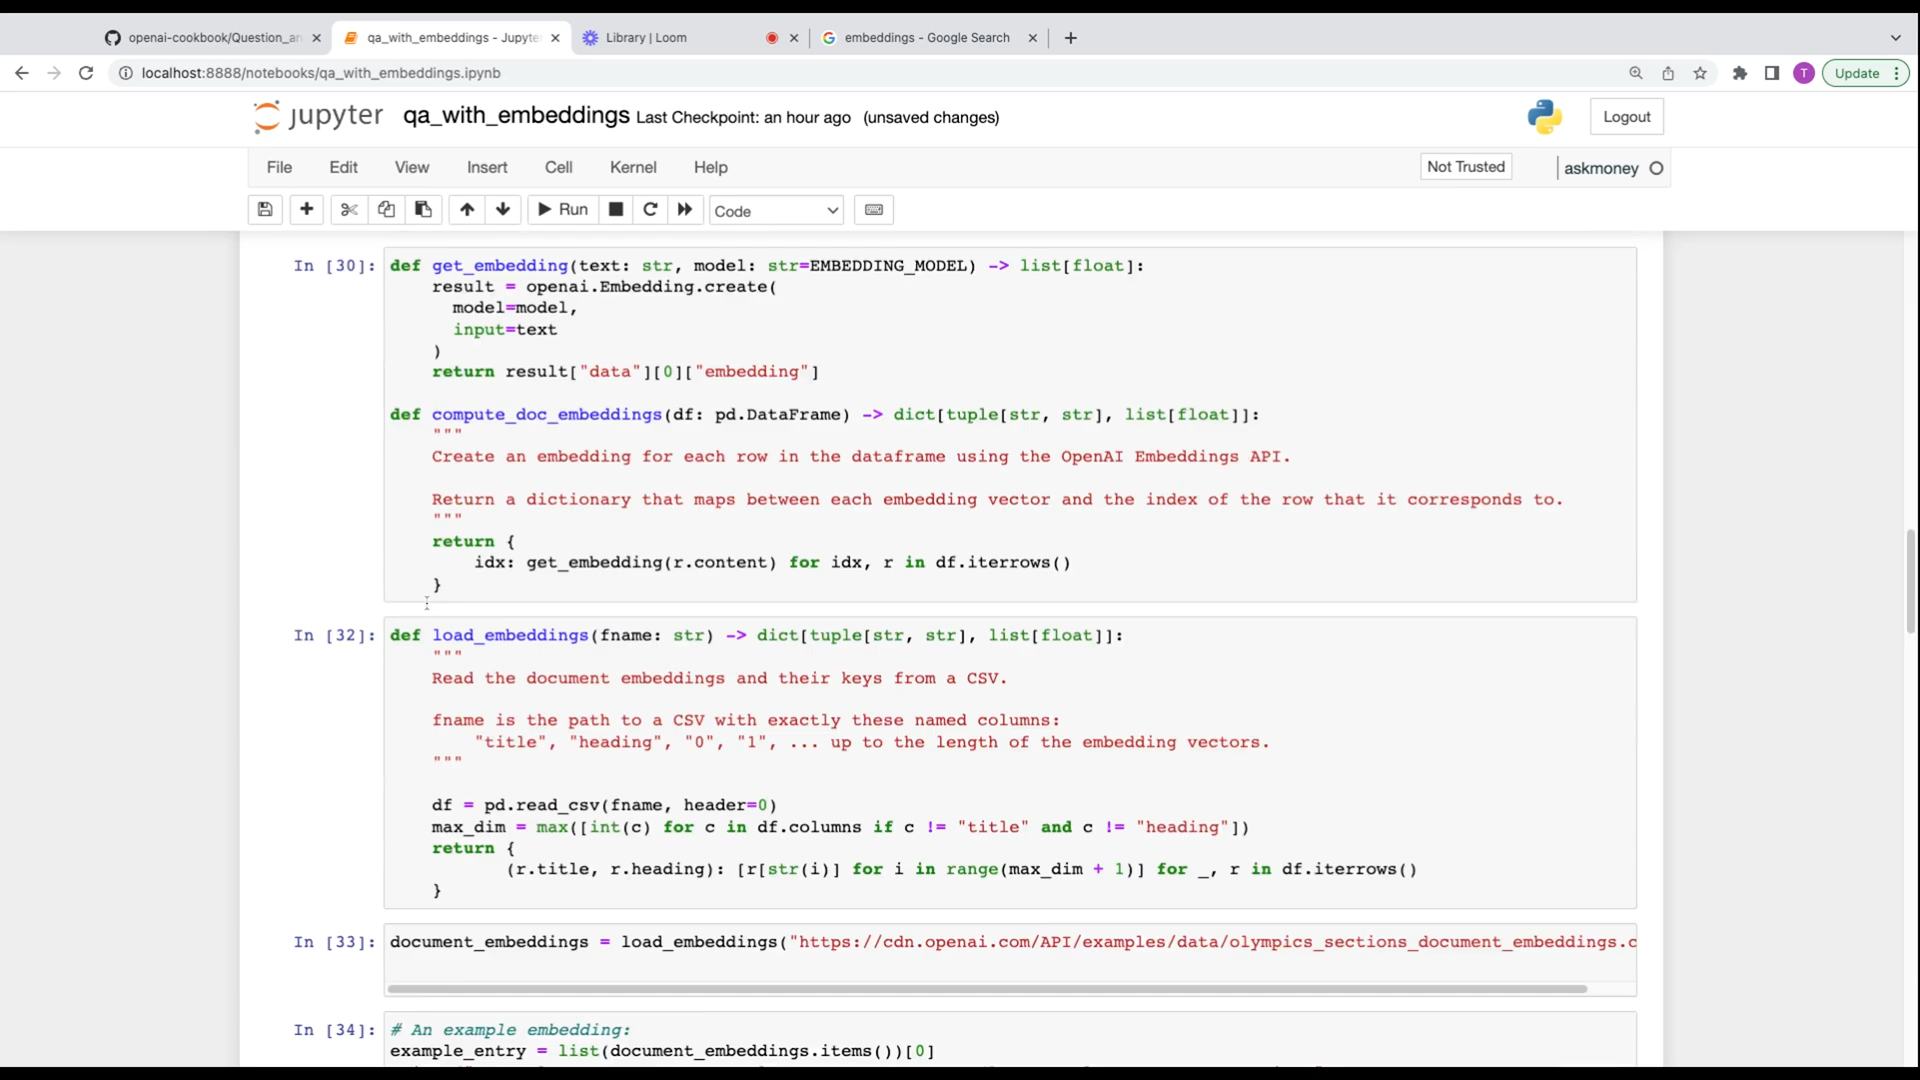 openai-cookbook/Question_an
qa_with_embeddings - Jupyte
Library | Loom
embeddings - Google Search
localhost:8888/notebooks/qa_with_embeddings.ipynb
T
Update
jupyter qa_with_embeddings Last Checkpoint: an hour ago (unsaved changes)
Logout
File Edit View Insert Cell Kernel Help
Not Trusted
askmoney
Run
Code
In [30]: def get_embedding(text: str, model: str=EMBEDDING_MODEL) -> list[float]:
result = openai.Embedding.create(
model=model,
input=text
)
return result["data"][0]["embedding"]
def compute_doc_embeddings(df: pd.DataFrame) -> dict[tuple[str, str], list[float]]:
"""
Create an embedding for each row in the dataframe using the OpenAI Embeddings API.
Return a dictionary that maps between each embedding vector and the index of the row that it corresponds to.
"""
return {
idx: get_embedding(r.content) for idx, r in df.iterrows()
}
In [32]: def load_embeddings(fname: str) -> dict[tuple[str, str], list[float]]:
"""
Read the document embeddings and their keys from a CSV.
fname is the path to a CSV with exactly these named columns:
"title", "heading", "0", "1", ... up to the length of the embedding vectors.
"""
df = pd.read_csv(fname, header=0)
max_dim = max([int(c) for c in df.columns if c != "title" and c != "heading"])
return {
(r.title, r.heading): [r[str(i)] for i in range(max_dim + 1)] for _, r in df.iterrows()
}
In [33]: document_embeddings = load_embeddings("https://cdn.openai.com/API/examples/data/olympics_sections_document_embeddings.c
In [34]: # An example embedding:
example_entry = list(document_embeddings.items())[0]